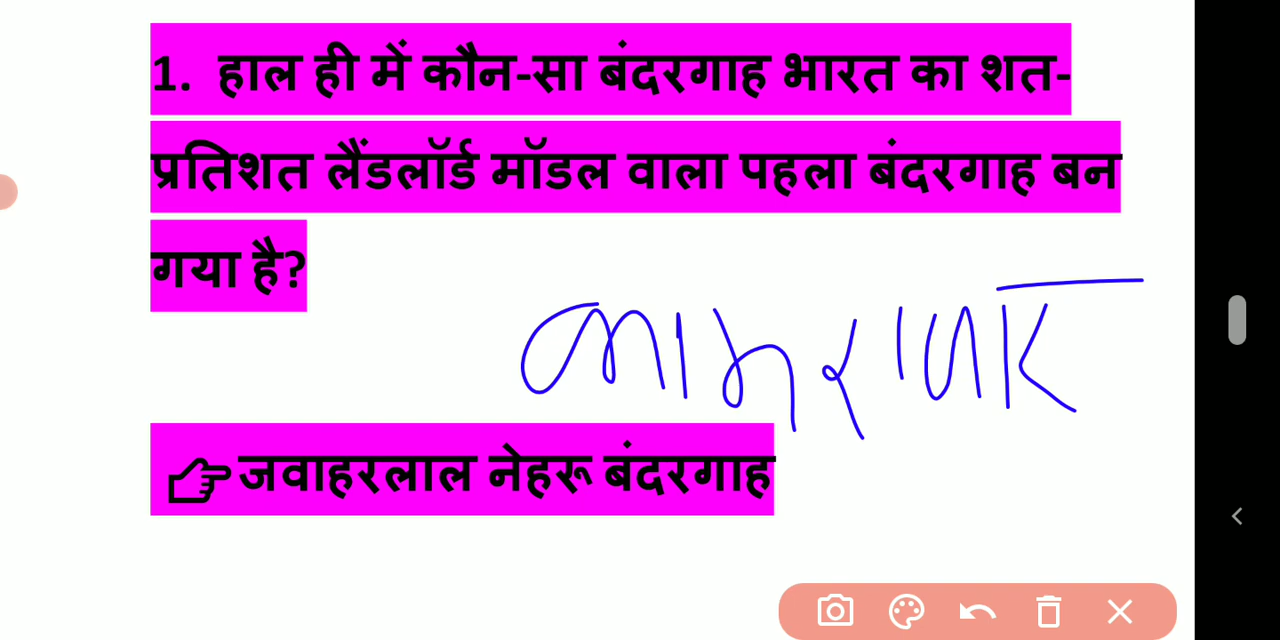 1. हाल ही में कौन-सा बंदरगाह भारत का शत-
प्रतिशत लैंडलॉर्ड मॉडल वाला पहला बंदरगाह बन
गया है?
👉जवाहरलाल नेहरू बंदरगाह